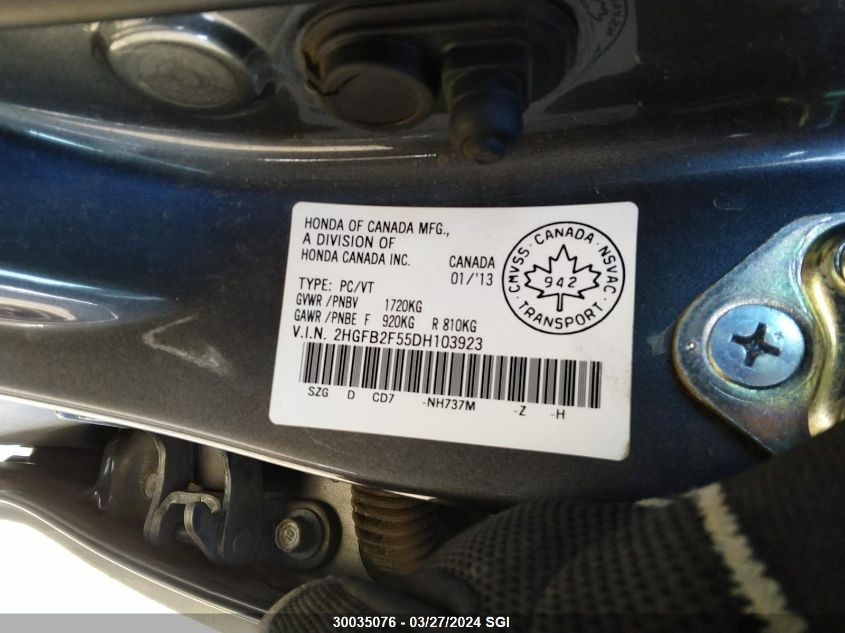 HONDA OF CANADA MFG.,
A DIVISION OF
HONDA CANADA INC.
CANADA
01/'13
TYPE: PC/VT
GVWR /PNBV 1720KG
GAWR /PNBE F 920KG R 810KG
V.I.N. 2HGFB2F55DH103923
SZG D CD7 -NH737M -Z -H
CMVSS · CANADA · NSVAC
942
· TRANSPORT ·
30035076 - 03/27/2024 SGI